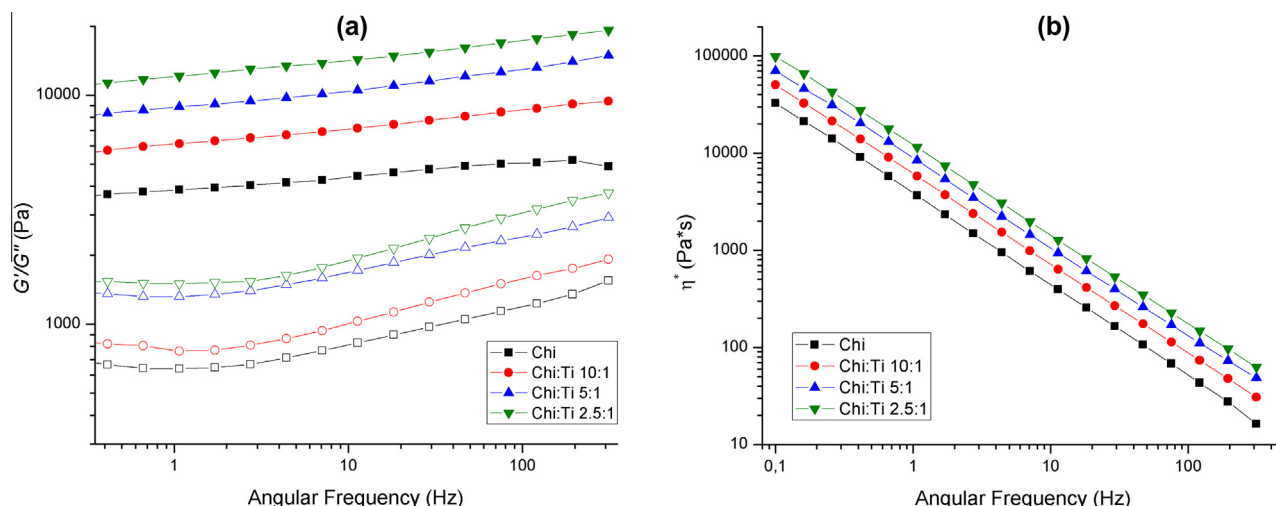 (a)
G'/G'' (Pa)
10000
1000
1
10
100
Angular Frequency (Hz)
Chi
Chi:Ti 10:1
Chi:Ti 5:1
Chi:Ti 2.5:1
(b)
η* (Pa*s)
100000
10000
1000
100
10
0,1
1
10
100
Angular Frequency (Hz)
Chi
Chi:Ti 10:1
Chi:Ti 5:1
Chi:Ti 2.5:1